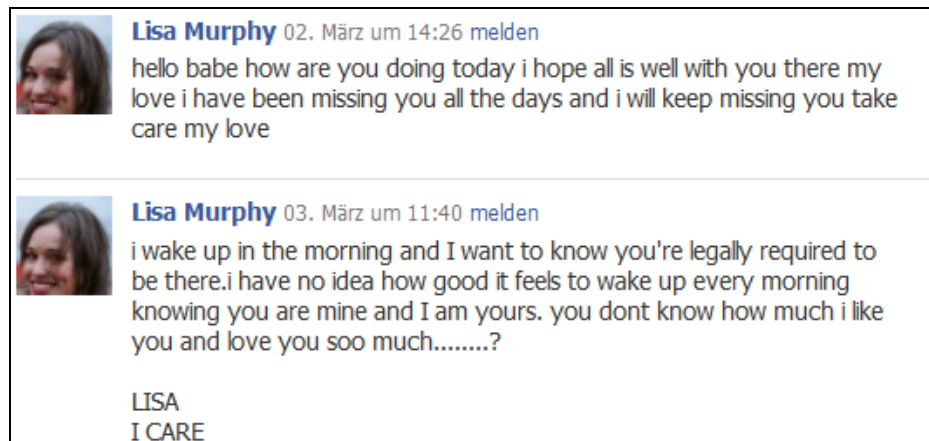 Lisa Murphy 02. März um 14:26 melden
hello babe how are you doing today i hope all is well with you there my
love i have been missing you all the days and i will keep missing you take
care my love
Lisa Murphy 03. März um 11:40 melden
i wake up in the morning and I want to know you're legally required to
be there.i have no idea how good it feels to wake up every morning
knowing you are mine and I am yours. you dont know how much i like
you and love you soo much........?
LISA
I CARE